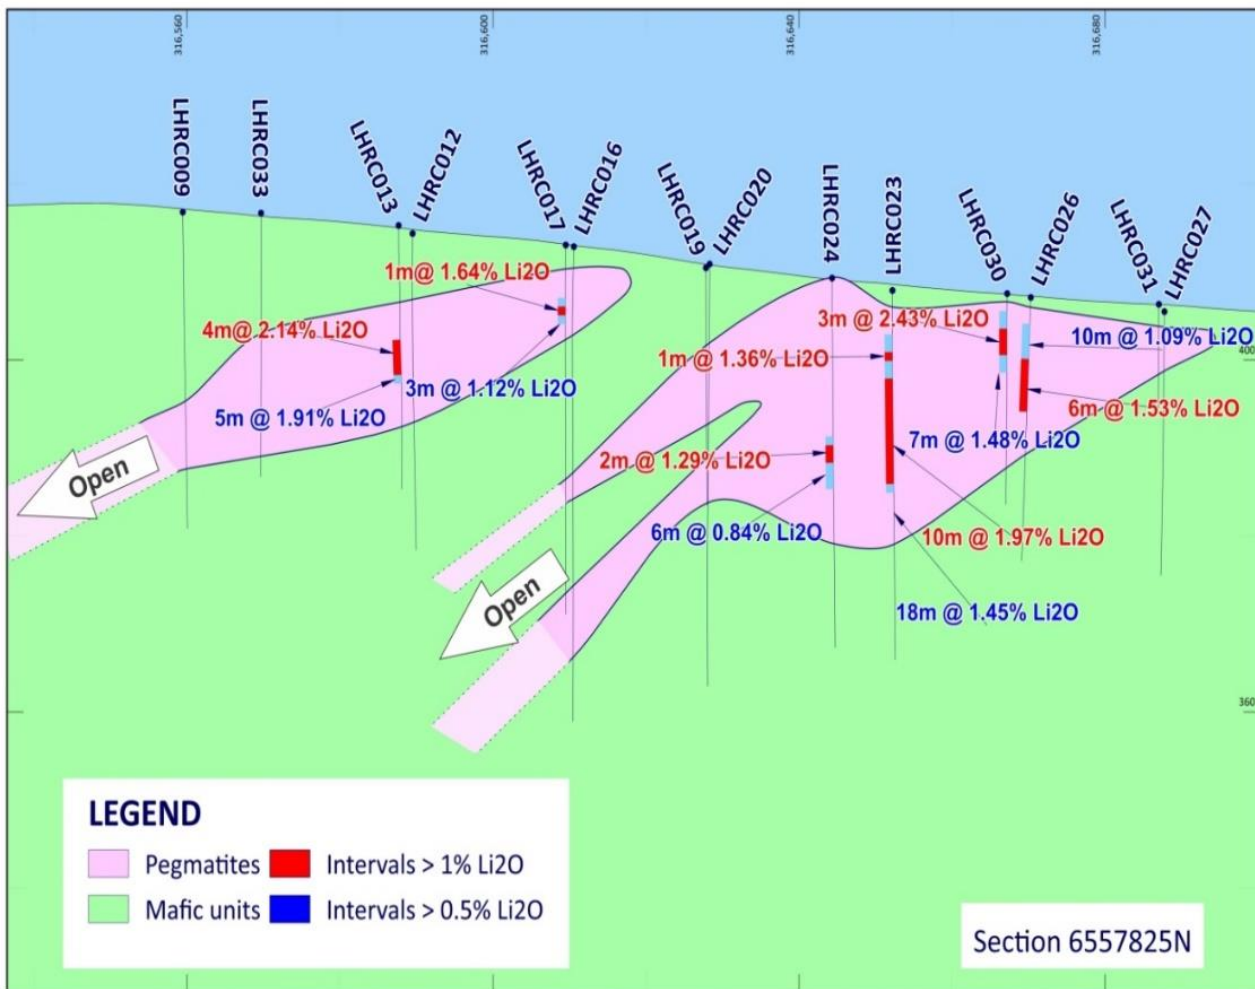 316,560
316,600
316,640
316,680
LHRC009
LHRC033
LHRC013
LHRC012
LHRC017
LHRC016
LHRC019
LHRC020
LHRC024
LHRC023
LHRC030
LHRC026
LHRC031
LHRC027
1m@ 1.64% Li2O
4m@ 2.14% Li2O
3m @ 1.12% Li2O
5m @ 1.91% Li2O
3m @ 2.43% Li2O
10m @ 1.09% Li2O
400
1m @ 1.36% Li2O
6m @ 1.53% Li2O
7m @ 1.48% Li2O
2m @ 1.29% Li2O
6m @ 0.84% Li2O
10m @ 1.97% Li2O
18m @ 1.45% Li2O
Open
Open
360
LEGEND
Pegmatites
Intervals > 1% Li2O
Mafic units
Intervals > 0.5% Li2O
Section 6557825N